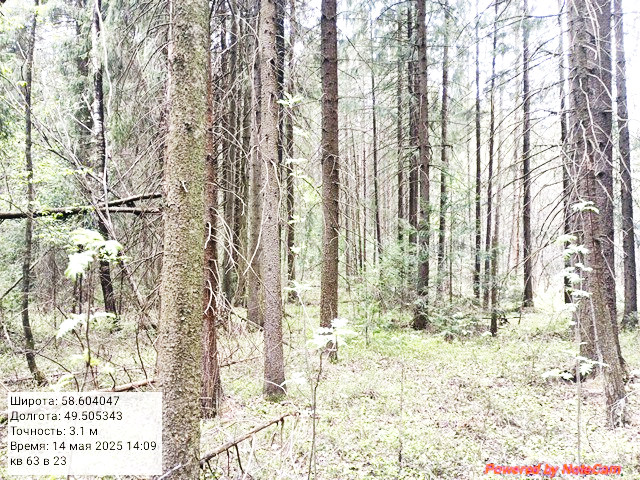 Широта: 58.604047
Долгота: 49.505343
Точность: 3.1 м
Время: 14 мая 2025 14:09
кв 63 в 23
Powered by NoteCam